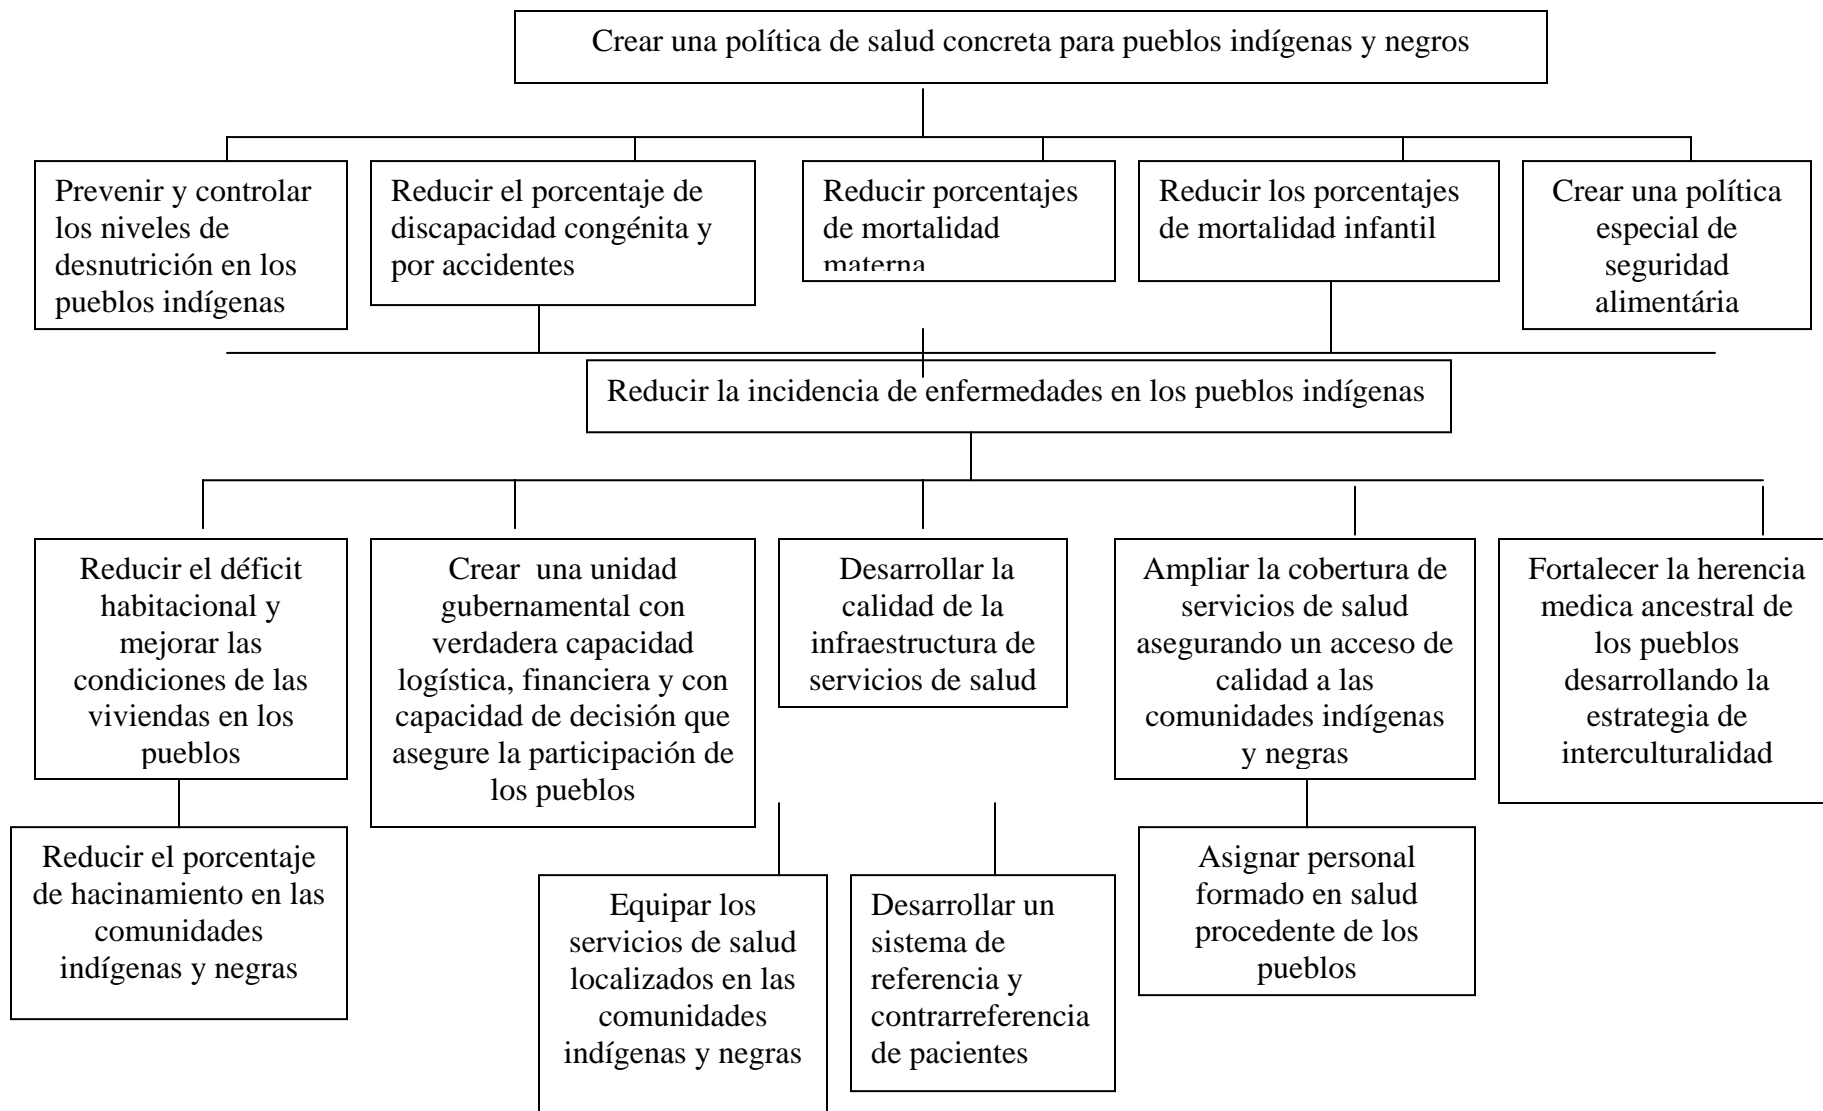 Crear una política de salud concreta para pueblos indígenas y negros
Prevenir y controlar
los niveles de
desnutrición en los
pueblos indígenas
Reducir el porcentaje de
discapacidad congénita y
por accidentes
Reducir porcentajes
de mortalidad
materna
Reducir los porcentajes
de mortalidad infantil
Crear una política
especial de
seguridad
alimentária
Reducir la incidencia de enfermedades en los pueblos indígenas
Reducir el déficit
habitacional y
mejorar las
condiciones de las
viviendas en los
pueblos
Crear  una unidad
gubernamental con
verdadera capacidad
logística, financiera y con
capacidad de decisión que
asegure la participación de
los pueblos
Desarrollar la
calidad de la
infraestructura de
servicios de salud
Ampliar la cobertura de
servicios de salud
asegurando un acceso de
calidad a las
comunidades indígenas
y negras
Fortalecer la herencia
medica ancestral de
los pueblos
desarrollando la
estrategia de
interculturalidad
Reducir el porcentaje
de hacinamiento en las
comunidades
indígenas y negras
Equipar los
servicios de salud
localizados en las
comunidades
indígenas y negras
Desarrollar un
sistema de
referencia y
contrarreferencia
de pacientes
Asignar personal
formado en salud
procedente de los
pueblos